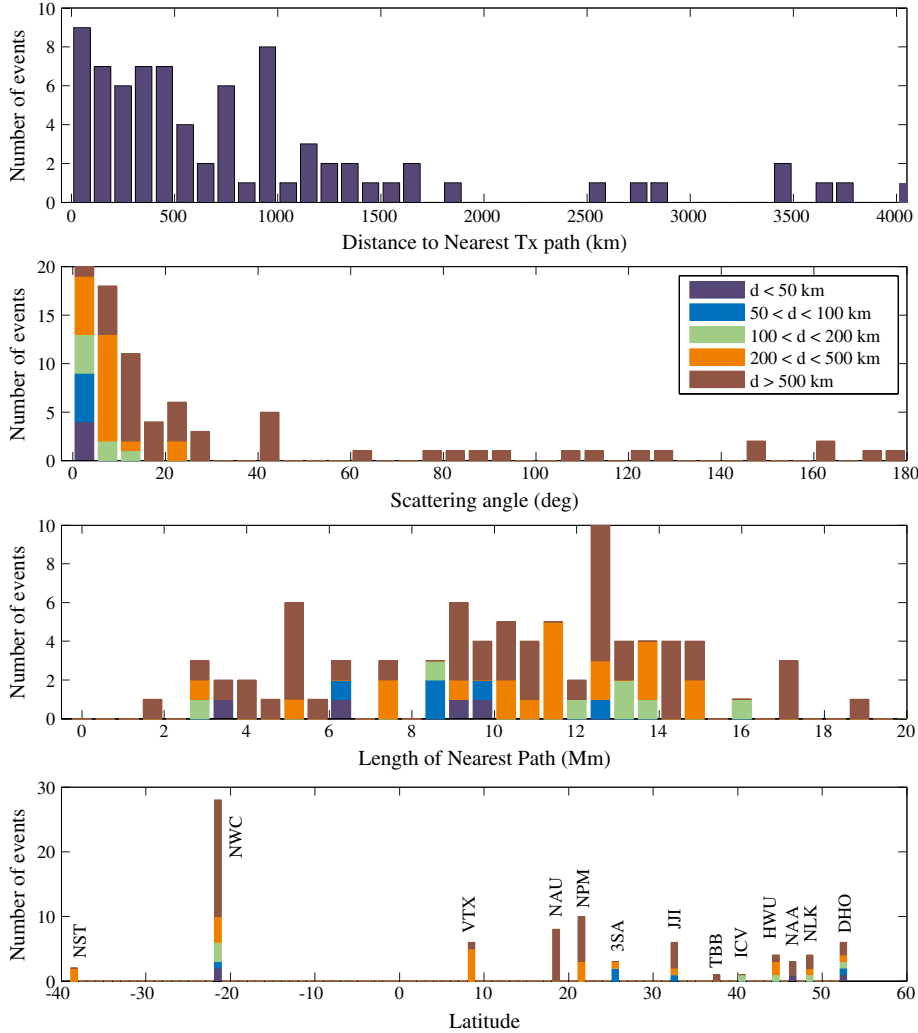 10
8
6
4
2
0
Number of events
0 500 1000 1500 2000 2500 3000 3500 4000
Distance to Nearest Tx path (km)
20
15
10
5
0
Number of events
d < 50 km
50 < d < 100 km
100 < d < 200 km
200 < d < 500 km
d > 500 km
0 20 40 60 80 100 120 140 160 180
Scattering angle (deg)
10
8
6
4
2
0
Number of events
0 2 4 6 8 10 12 14 16 18 20
Length of Nearest Path (Mm)
30
20
10
0
Number of events
NST
NWC
VTX
NAU
NPM
3SA
JJI
TBB
ICV
HWU
NAA
NLK
DHO
-40 -30 -20 -10 0 10 20 30 40 50 60
Latitude